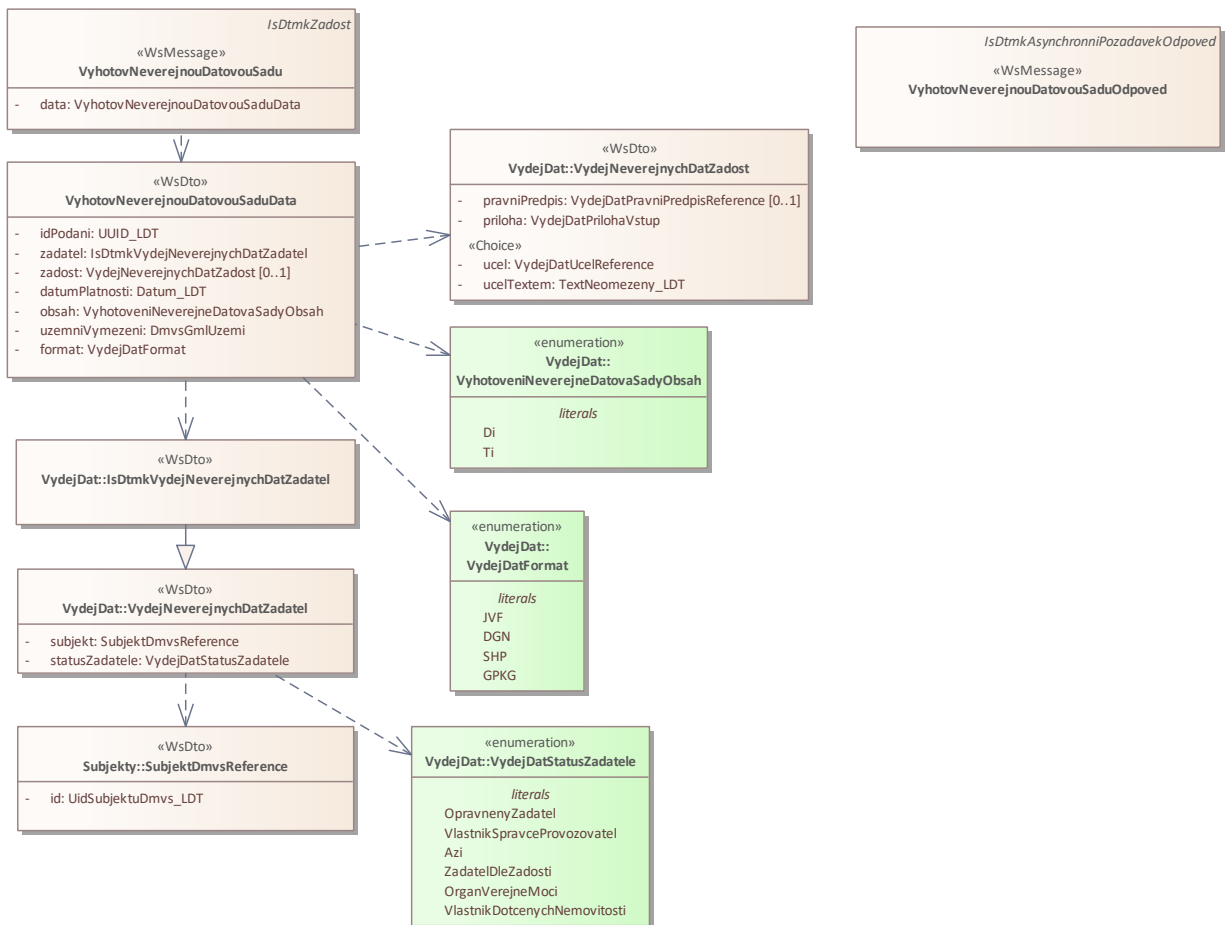 IsDtmkZadost
«WsMessage»
VyhotovNeverejnouDatovouSadu
- data: VyhotovNeverejnouDatovouSaduData
IsDtmkAsynchronniPozadavekOdpoved
«WsMessage»
VyhotovNeverejnouDatovouSaduOdpoved
«WsDto»
VyhotovNeverejnouDatovouSaduData
- idPodani: UUID_LDT
- zadatel: IsDtmkVydejNeverejnychDatZadatel
- zadost: VydejNeverejnychDatZadost [0..1]
- datumPlatnosti: Datum_LDT
- obsah: VyhotoveniNeverejneDatovaSadyObsah
- uzemniVymezeni: DmvsGmlUzemi
- format: VydejDatFormat
«WsDto»
VydejDat::VydejNeverejnychDatZadost
- pravniPredpis: VydejDatPravniPredpisReference [0..1]
- priloha: VydejDatPrilohaVstup
«Choice»
- ucel: VydejDatUcelReference
- ucelTextem: TextNeomezeny_LDT
«enumeration»
VydejDat::
VyhotoveniNeverejneDatovaSadyObsah
literals
Di
Ti
«WsDto»
VydejDat::IsDtmkVydejNeverejnychDatZadatel
«enumeration»
VydejDat::
VydejDatFormat
literals
JVF
DGN
SHP
GPKG
«WsDto»
VydejDat::VydejNeverejnychDatZadatel
- subjekt: SubjektDmvsReference
- statusZadatele: VydejDatStatusZadatele
«WsDto»
Subjekty::SubjektDmvsReference
- id: UidSubjektuDmvs_LDT
«enumeration»
VydejDat::VydejDatStatusZadatele
literals
OpravnenyZadatel
VlastnikSpravceProvozovatel
Azi
ZadatelDleZadosti
OrganVerejneMoci
VlastnikDotcenychNemovitosti